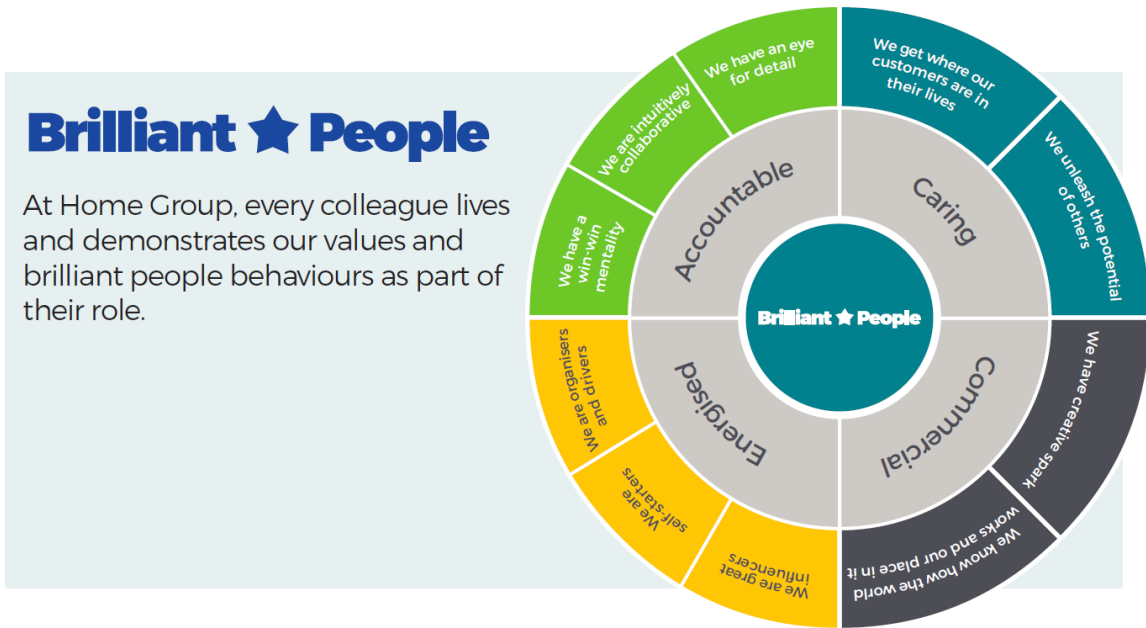 Brilliant People
At Home Group, every colleague lives
and demonstrates our values and
brilliant people behaviours as part of
their role.
We have an eye
for detail
We get where our
customers are in
their lives
We are intuitively
collaborative
We unleash the potential
of others
We have a
win-win
mentality
Accountable
Caring
Brilliant People
Energised
Commercial
We are organisers
and drivers
We have creative spark
We are
self-starters
We are great
influencers
We know how the world
works and our place in it